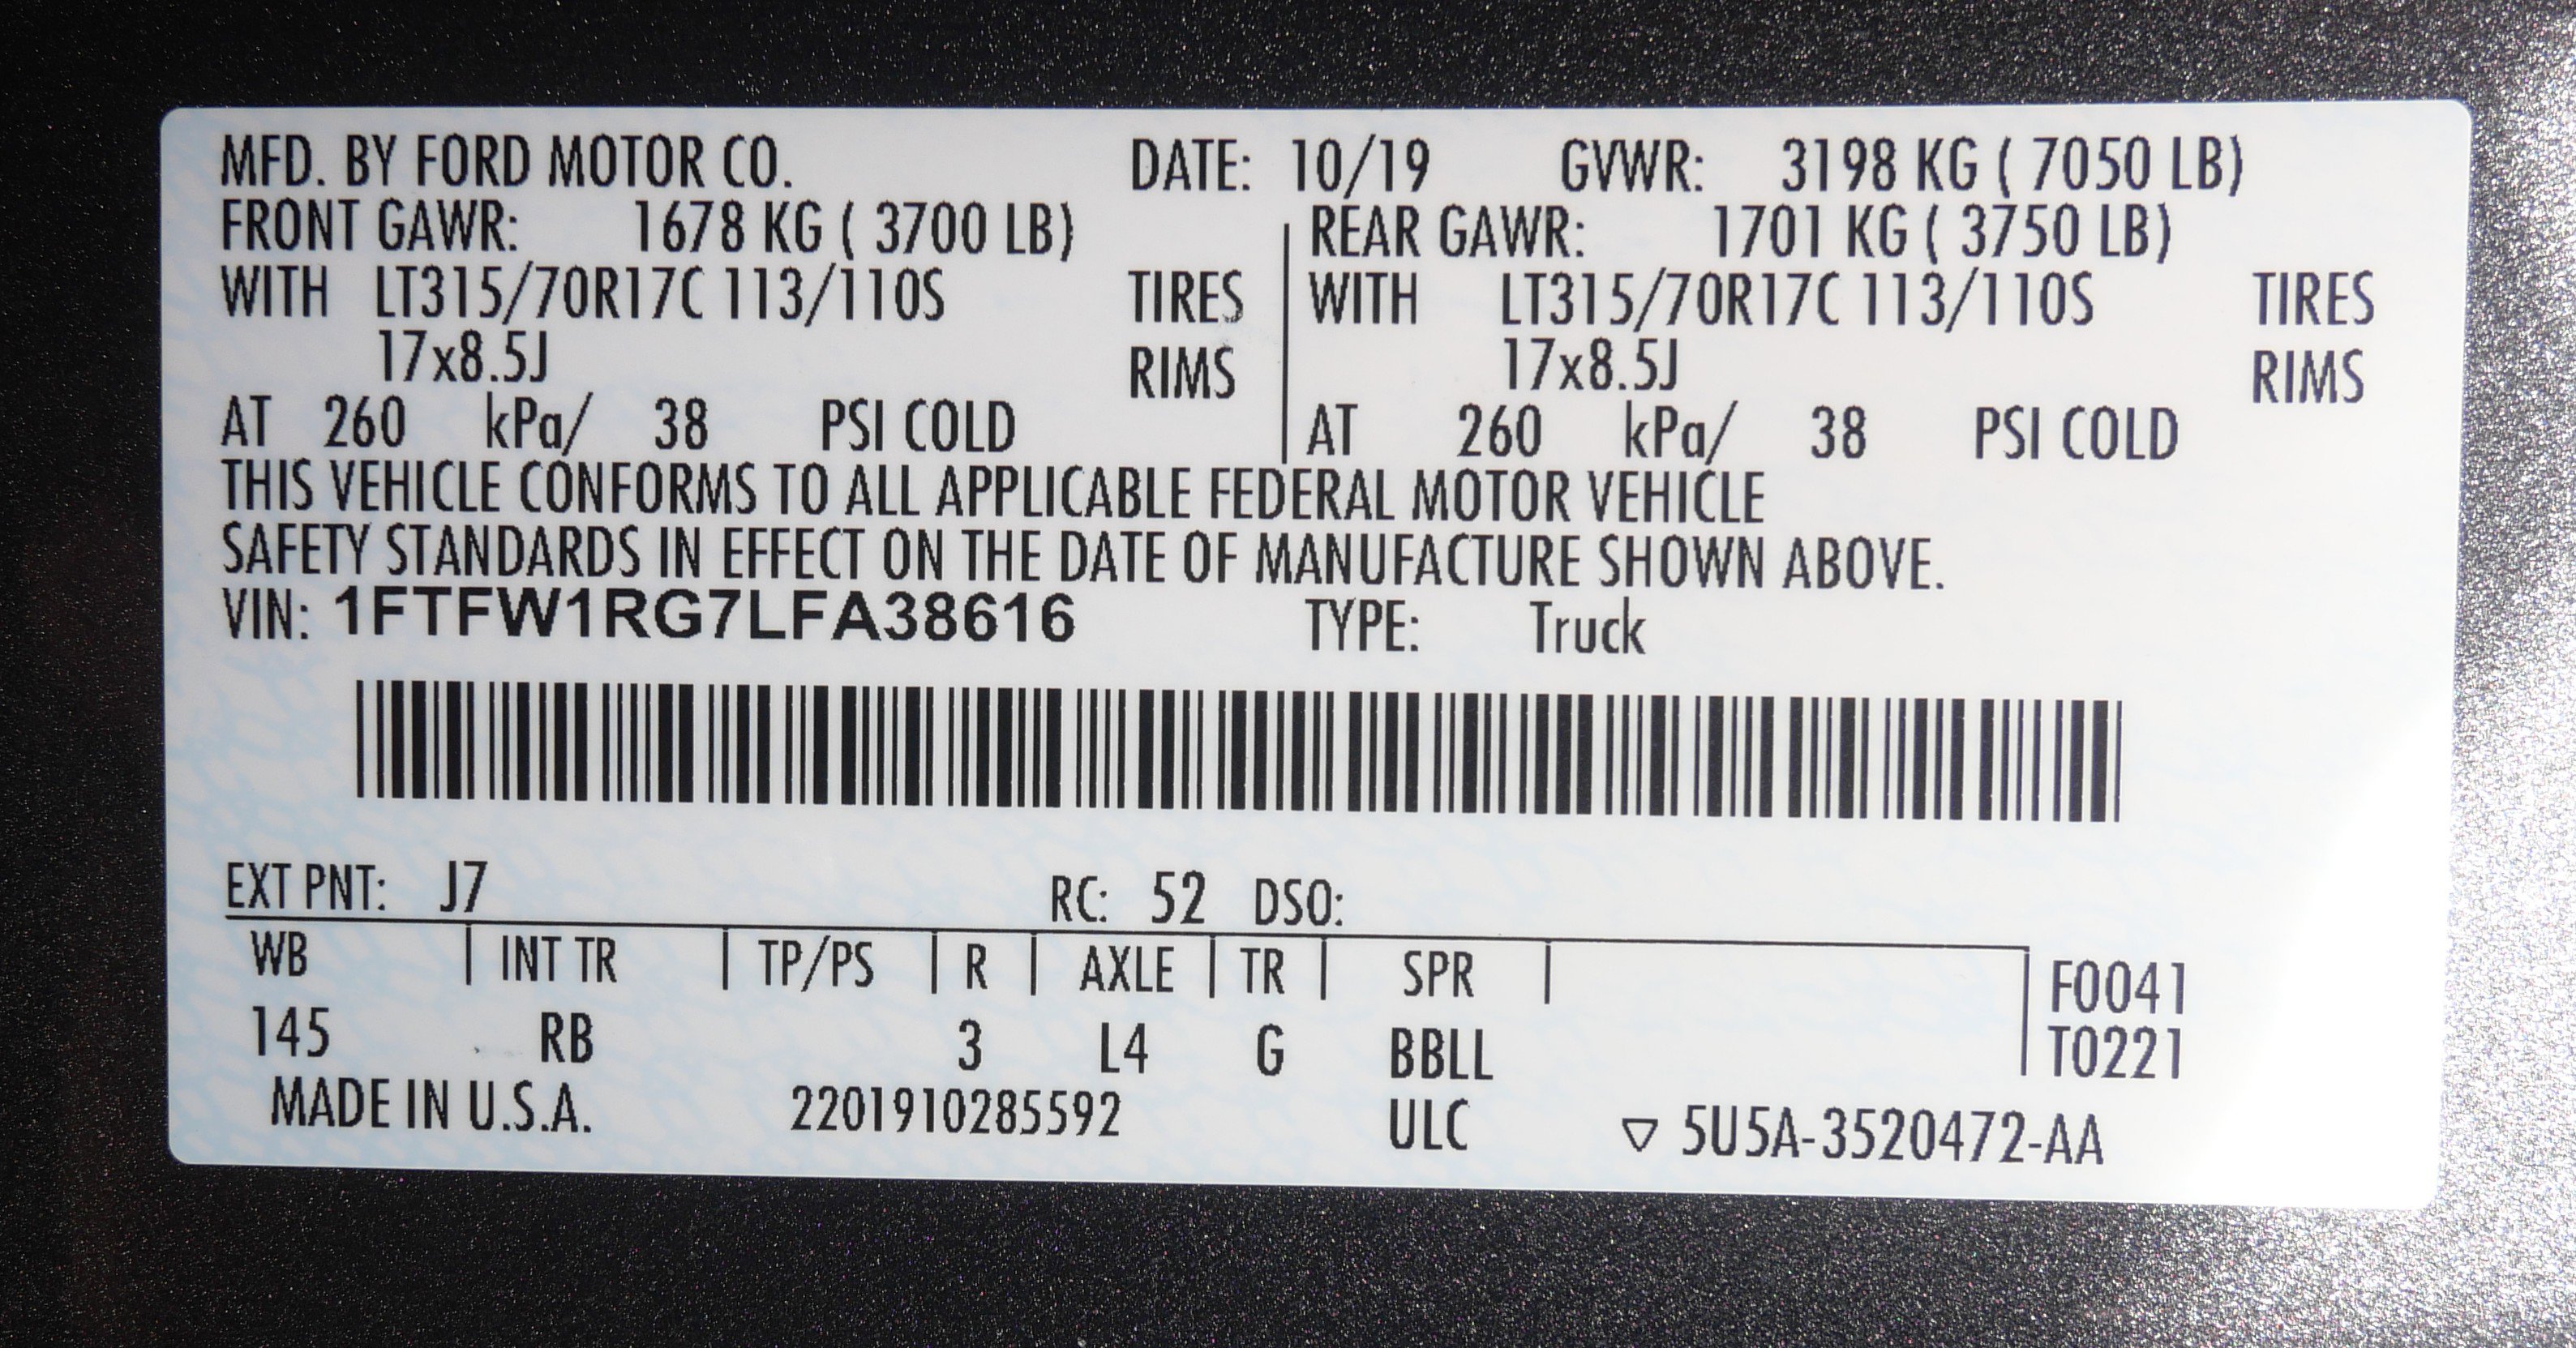 MFD. BY FORD MOTOR CO. DATE: 10/19 GVWR: 3198 KG ( 7050 LB)
FRONT GAWR: 1678 KG ( 3700 LB) REAR GAWR: 1701 KG ( 3750 LB)
WITH LT315/70R17C 113/110S TIRES WITH LT315/70R17C 113/110S TIRES
17x8.5J RIMS 17x8.5J RIMS
AT 260 kPa/ 38 PSI COLD AT 260 kPa/ 38 PSI COLD
THIS VEHICLE CONFORMS TO ALL APPLICABLE FEDERAL MOTOR VEHICLE
SAFETY STANDARDS IN EFFECT ON THE DATE OF MANUFACTURE SHOWN ABOVE.
VIN: 1FTFW1RG7LFA38616 TYPE: Truck
EXT PNT: J7 RC: 52 DSO:
WB INT TR TP/PS R AXLE TR SPR F0041
145 RB 3 L4 G BBLL T0221
MADE IN U.S.A. 2201910285592 ULC ▽ 5U5A-3520472-AA